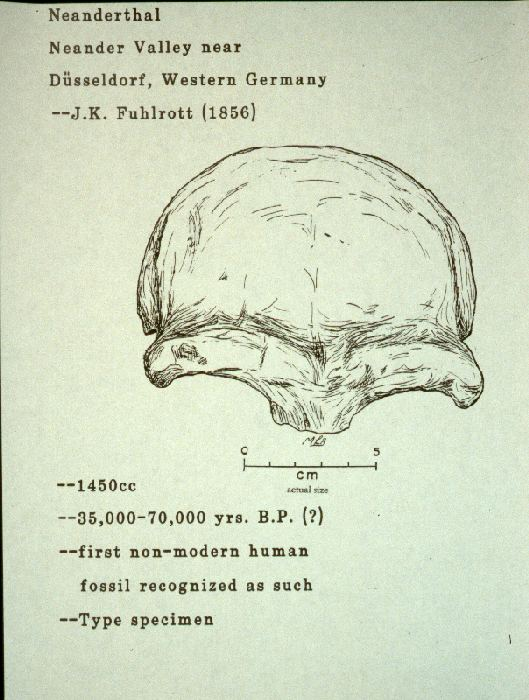 Neanderthal
Neander Valley near
Düsseldorf, Western Germany
--J.K. Fuhlrott (1856)
0 5
cm
actual size
--1450cc
--35,000-70,000 yrs. B.P. (?)
--first non-modern human
fossil recognized as such
--Type specimen